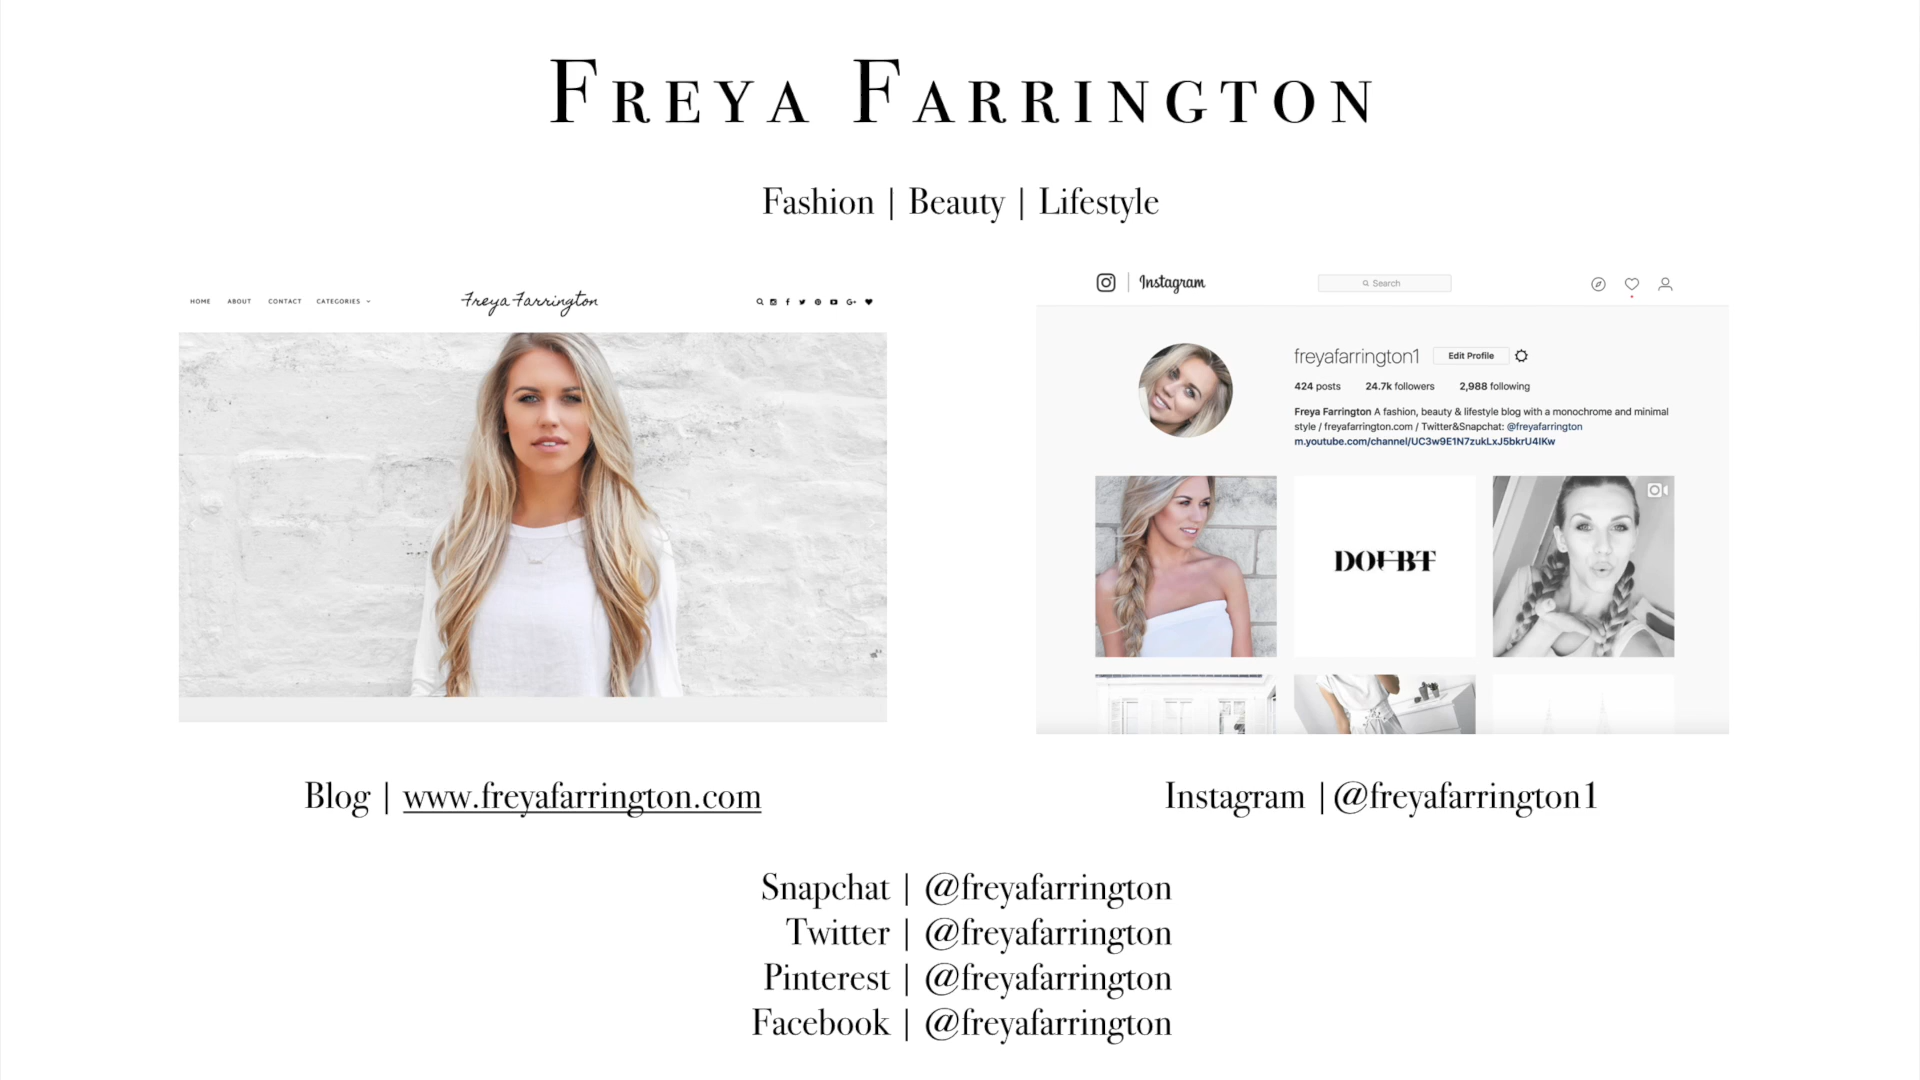 FREYA FARRINGTON
Fashion | Beauty | Lifestyle
HOME ABOUT CONTACT CATEGORIES
Freya Farrington
Instagram
Search
freyafarrington1 Edit Profile
424 posts 24.7k followers 2,988 following
Freya Farrington A fashion, beauty & lifestyle blog with a monochrome and minimal
style / freyafarrington.com / Twitter&Snapchat: @freyafarrington
m.youtube.com/channel/UC3w9E1N7zukLxJ5bkrU4IKw
DOUBT
Blog | www.freyafarrington.com
Instagram |@freyafarrington1
Snapchat | @freyafarrington
Twitter | @freyafarrington
Pinterest | @freyafarrington
Facebook | @freyafarrington